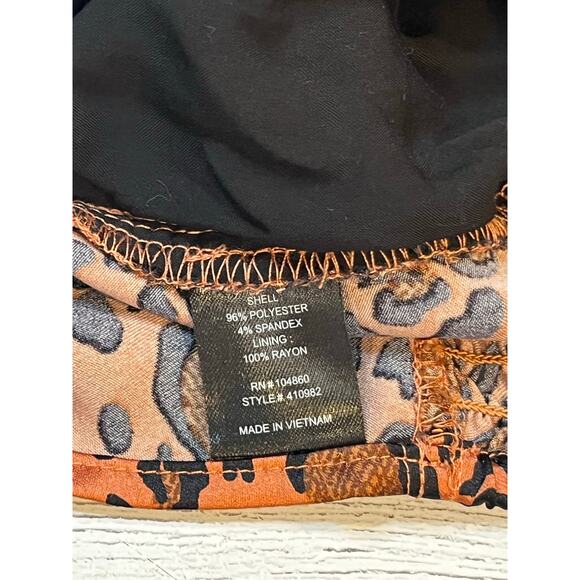 SHELL
96% POLYESTER
4% SPANDEX
LINING :
100% RAYON
RN# 104860
STYLE# 410982
MADE IN VIETNAM